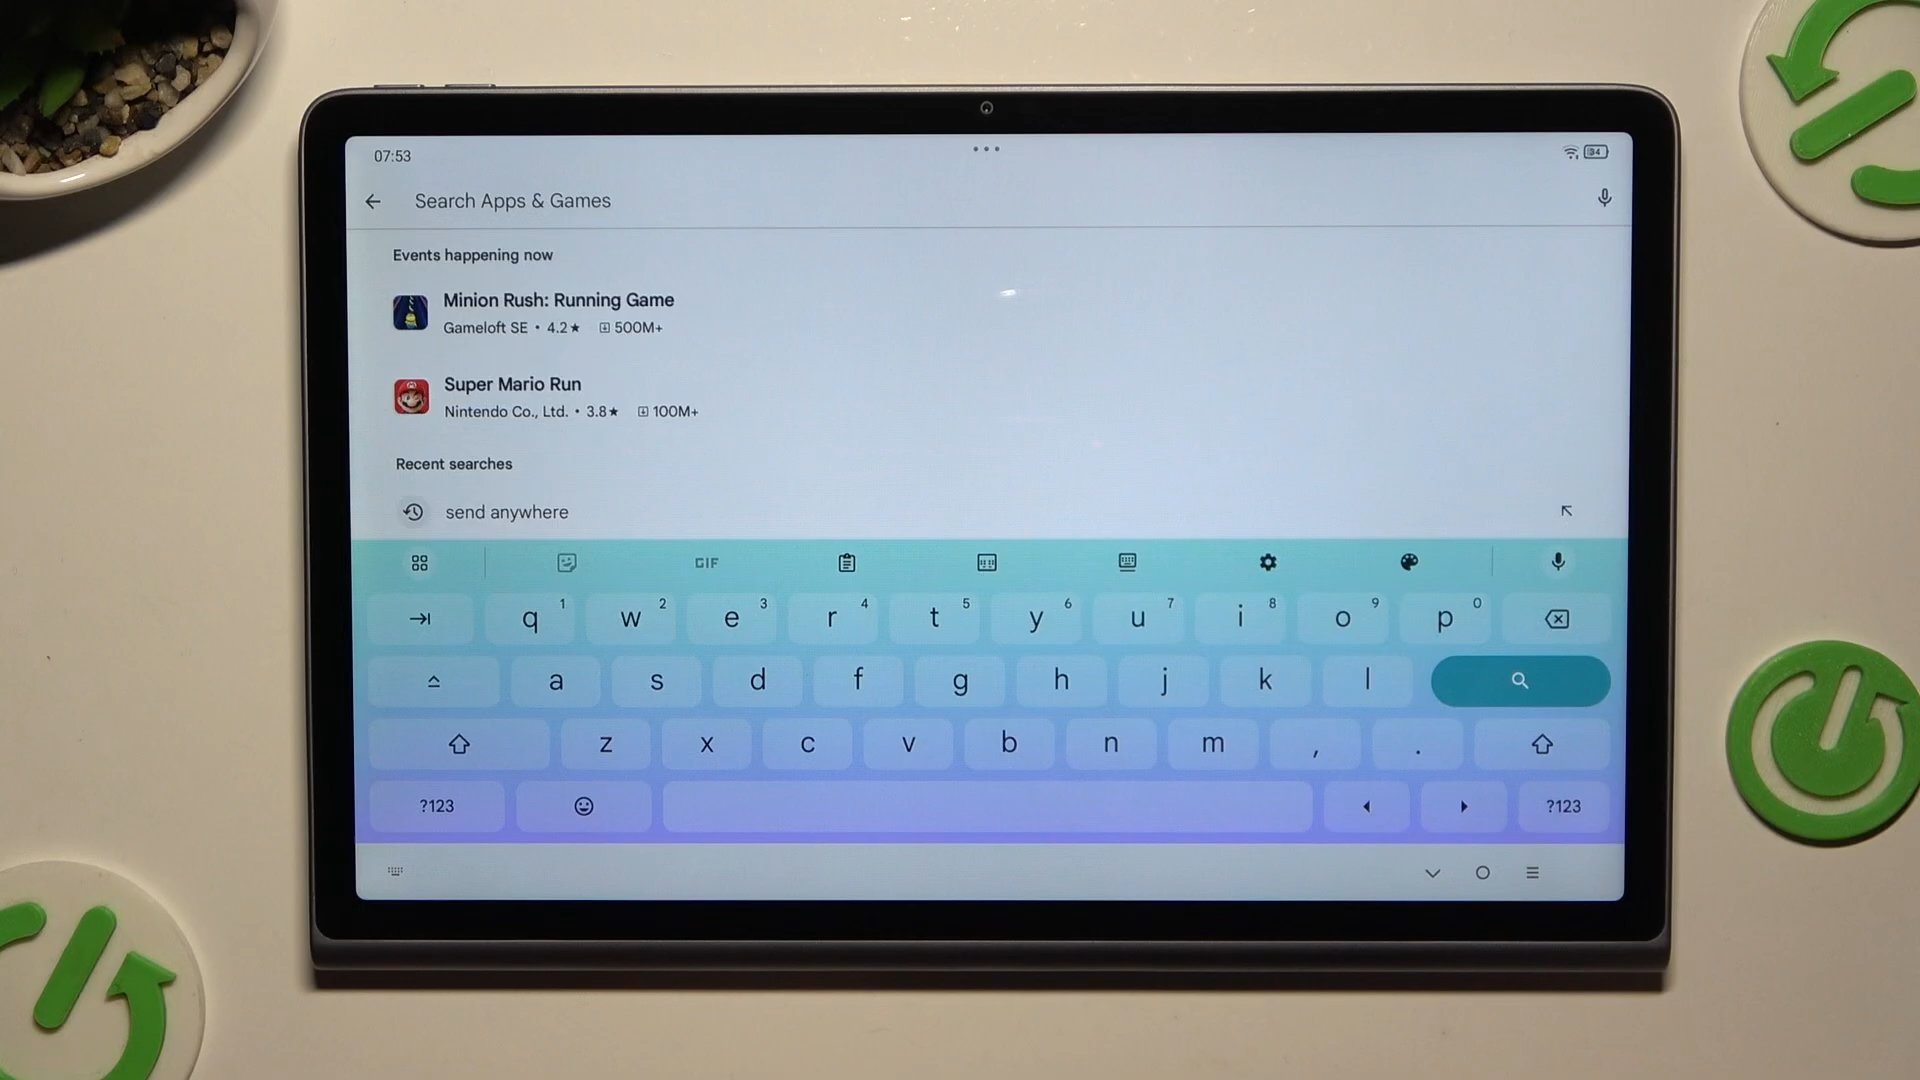 07:53
84
Search Apps & Games
Events happening now
Minion Rush: Running Game
Gameloft SE • 4.2★ 500M+
Super Mario Run
Nintendo Co., Ltd. • 3.8★ 100M+
Recent searches
send anywhere
GIF
q 1 w 2 e 3 r 4 t 5 y 6 u 7 i 8 o 9 p 0
a s d f g h j k l
z x c v b n m , .
?123 ?123